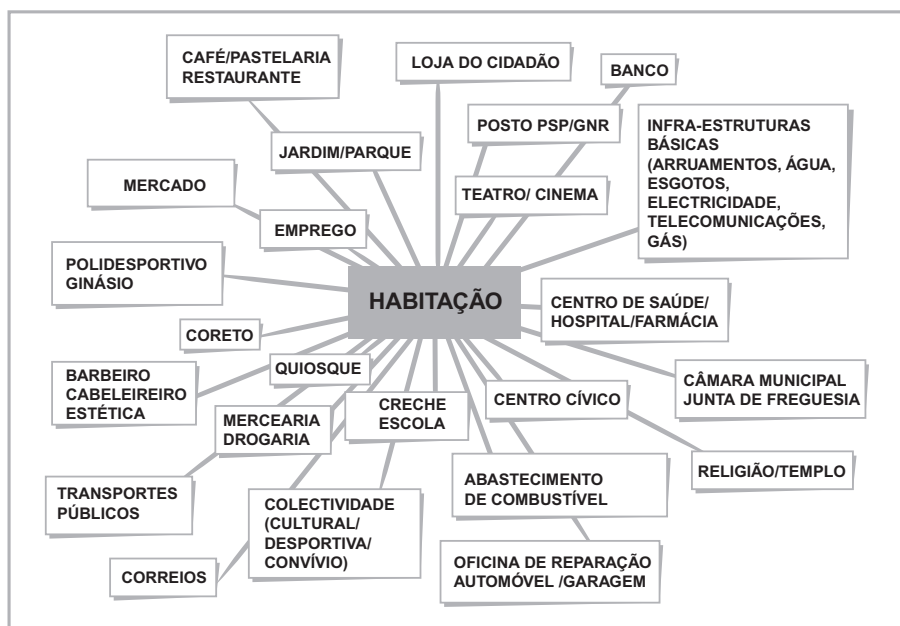 CAFÉ/PASTELARIA
RESTAURANTE
LOJA DO CIDADÃO
BANCO
POSTO PSP/GNR
INFRA-ESTRUTURAS
BÁSICAS
(ARRUAMENTOS, ÁGUA,
ESGOTOS,
ELECTRICIDADE,
TELECOMUNICAÇÕES,
GÁS)
JARDIM/PARQUE
MERCADO
TEATRO/ CINEMA
EMPREGO
POLIDESPORTIVO
GINÁSIO
HABITAÇÃO
CENTRO DE SAÚDE/
HOSPITAL/FARMÁCIA
CORETO
QUIOSQUE
BARBEIRO
CABELEIREIRO
ESTÉTICA
CÂMARA MUNICIPAL
JUNTA DE FREGUESIA
MERCEARIA
DROGARIA
CRECHE
ESCOLA
CENTRO CÍVICO
RELIGIÃO/TEMPLO
TRANSPORTES
PÚBLICOS
COLECTIVIDADE
(CULTURAL/
DESPORTIVA/
CONVÍVIO)
ABASTECIMENTO
DE COMBUSTÍVEL
CORREIOS
OFICINA DE REPARAÇÃO
AUTOMÓVEL /GARAGEM